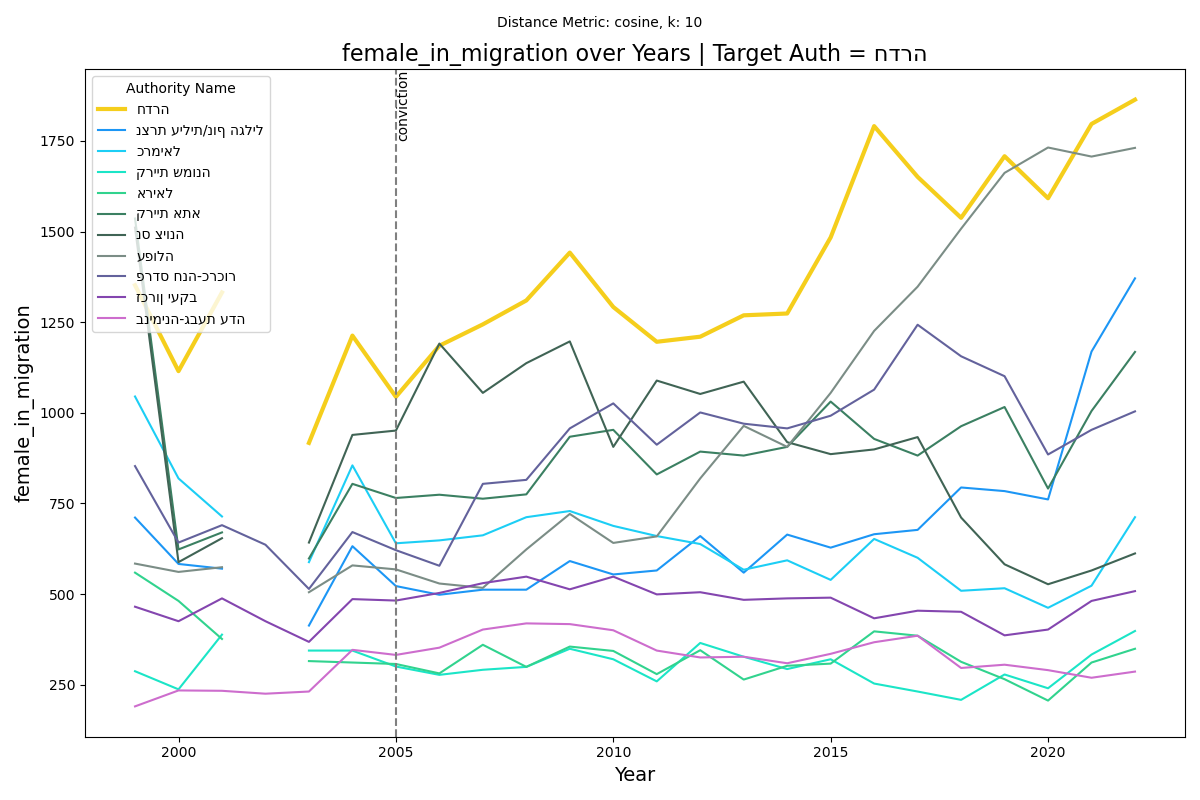 Distance Metric: cosine, k: 10
female_in_migration over Years | Target Auth = חדרה
1750
1500
1250
1000
750
500
250
female_in_migration
Authority Name
חדרה
נצרת עילית/נוף הגליל
כרמיאל
קריית שמונה
אריאל
קריית אתא
נס ציונה
עפולה
פרדס חנה-כרכור
זכרון יעקב
בנימינה-גבעת עדה
conviction
2000
2005
2010
2015
2020
Year